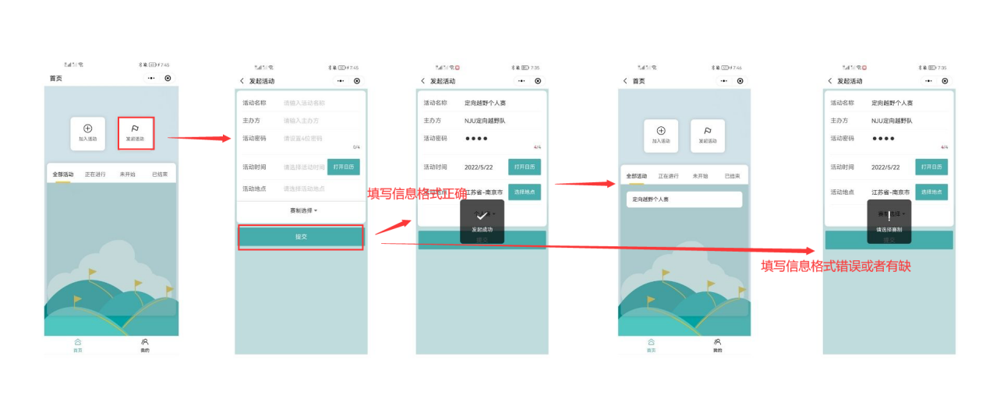 7:45
首页
加入活动
发起活动
全部活动 正在进行 未开始 已结束
首页 我的
7:45
发起活动
活动名称 请输入活动名称
主办方 请输入主办方
活动密码 请设置4位密码
0/4
活动时间 请选择活动时间 打开日历
活动地点 请选择活动地点
赛制选择
提交
填写信息格式正确
7:35
发起活动
活动名称 定向越野个人赛
主办方 NJU定向越野队
活动密码 ●●●●
4/4
活动时间 2022/5/22 打开日历
江苏省-南京市 选择地点
发起成功
7:46
首页
加入活动
发起活动
全部活动 正在进行 未开始 已结束
定向越野个人赛
首页 我的
7:35
发起活动
活动名称 定向越野个人赛
主办方 NJU定向越野队
活动密码 ●●●●
4/4
活动时间 2022/5/22 打开日历
活动地点 江苏省-南京市 选择地点
请选择赛制
填写信息格式错误或者有缺